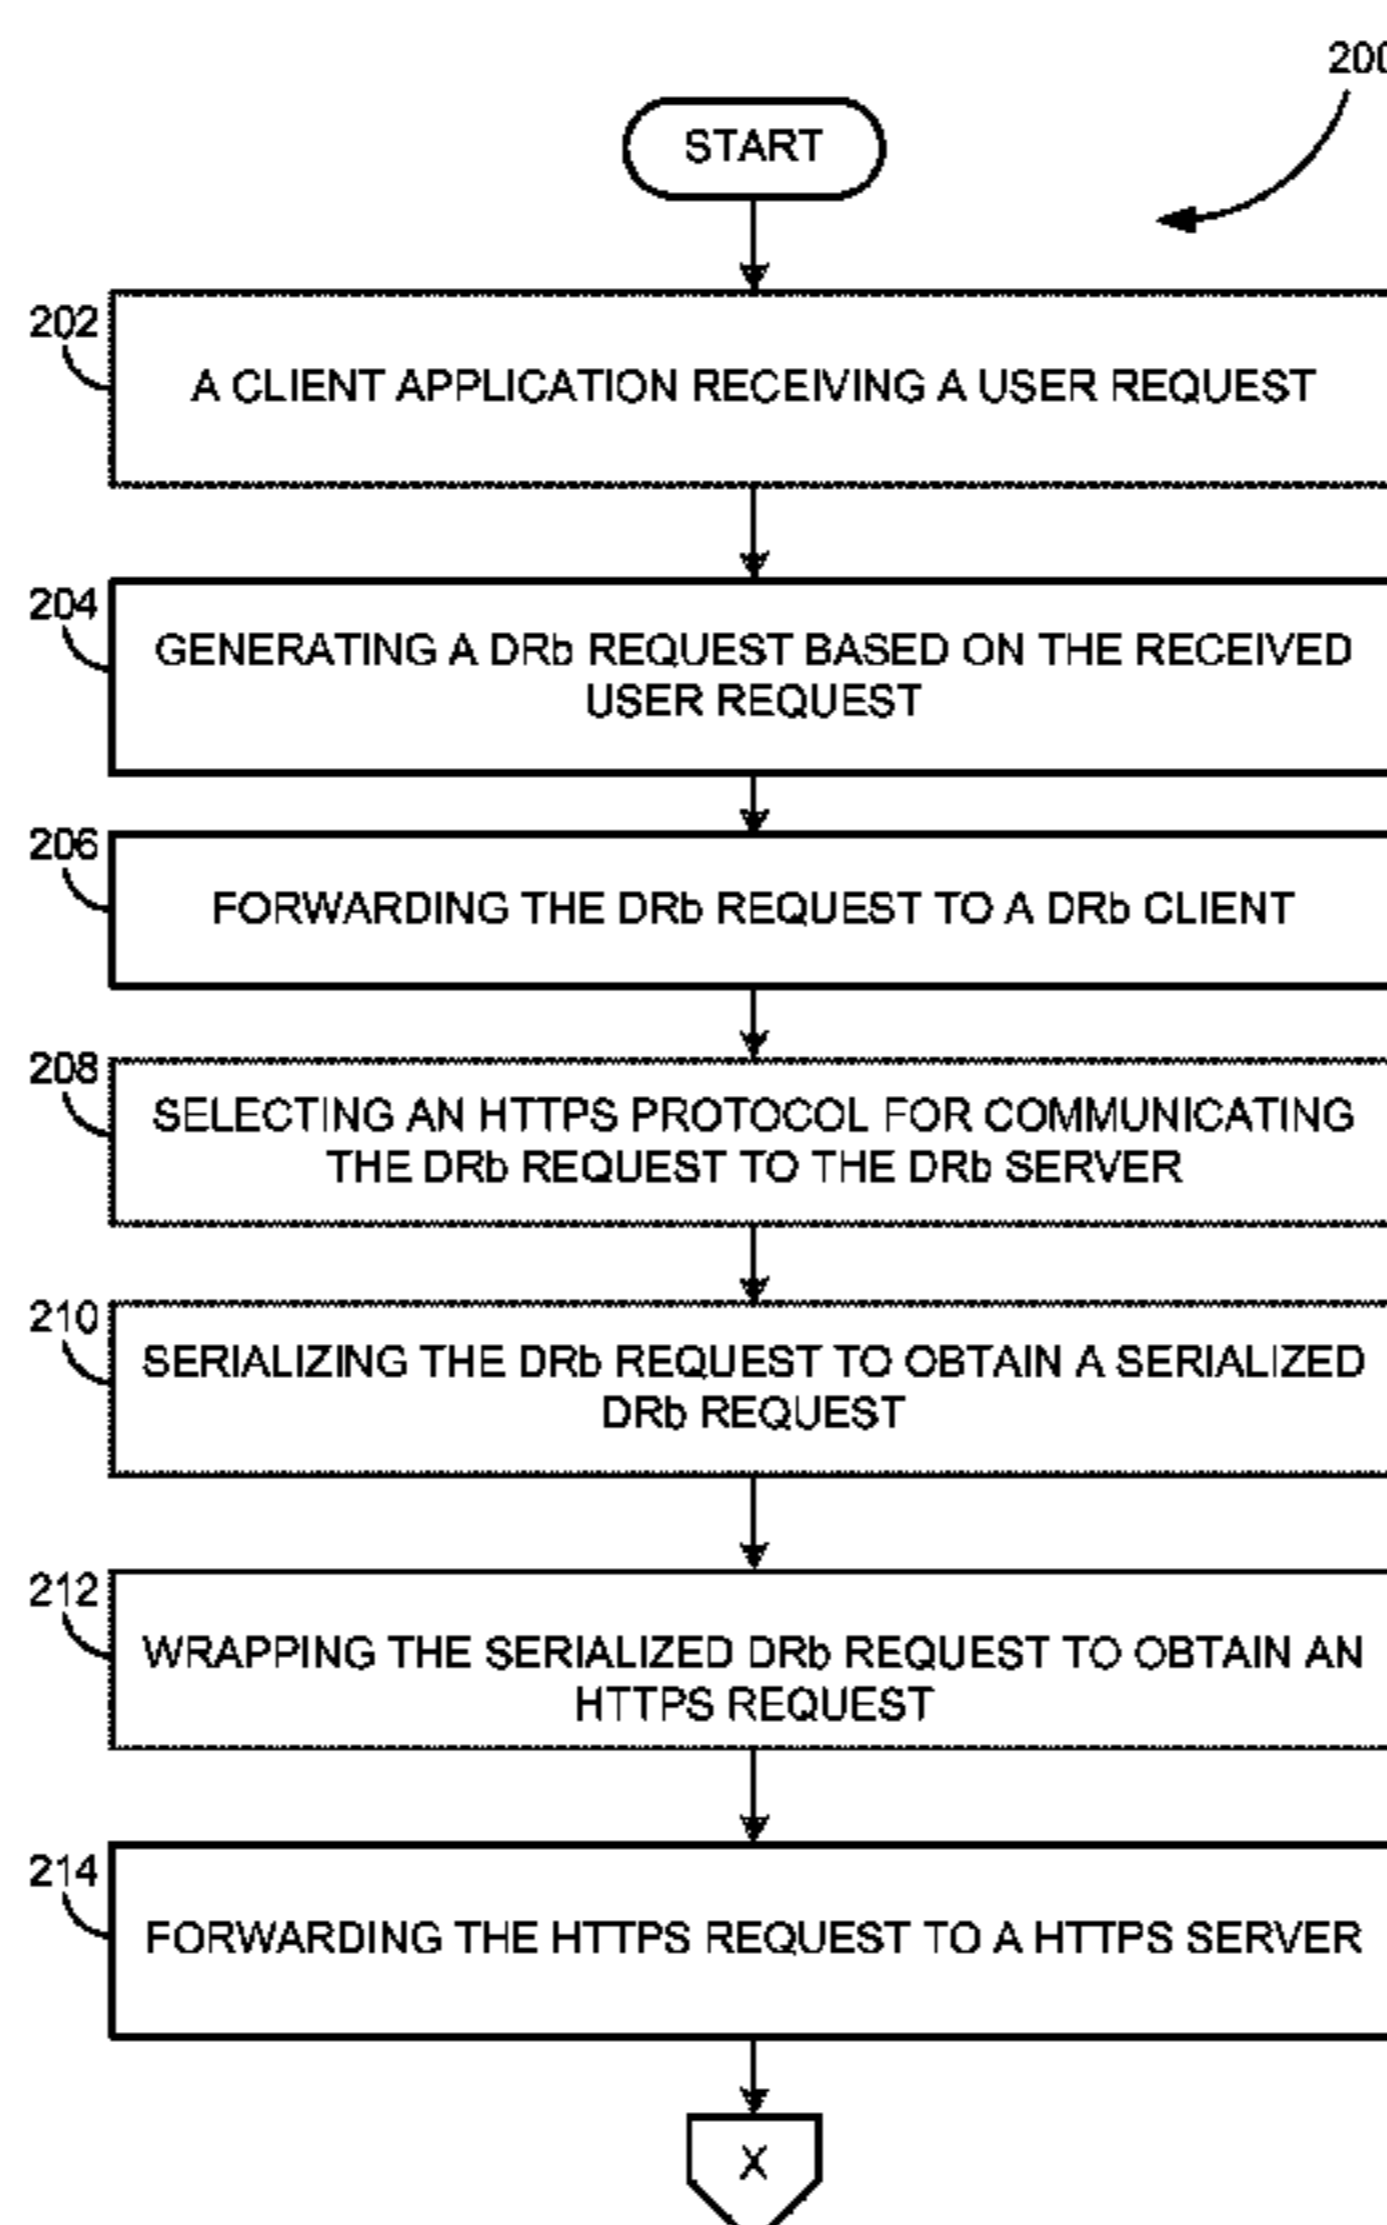 200
START
202
A CLIENT APPLICATION RECEIVING A USER REQUEST
204
GENERATING A DRb REQUEST BASED ON THE RECEIVED
USER REQUEST
206
FORWARDING THE DRb REQUEST TO A DRb CLIENT
208
SELECTING AN HTTPS PROTOCOL FOR COMMUNICATING
THE DRb REQUEST TO THE DRb SERVER
210
SERIALIZING THE DRb REQUEST TO OBTAIN A SERIALIZED
DRb REQUEST
212
WRAPPING THE SERIALIZED DRb REQUEST TO OBTAIN AN
HTTPS REQUEST
214
FORWARDING THE HTTPS REQUEST TO A HTTPS SERVER
X